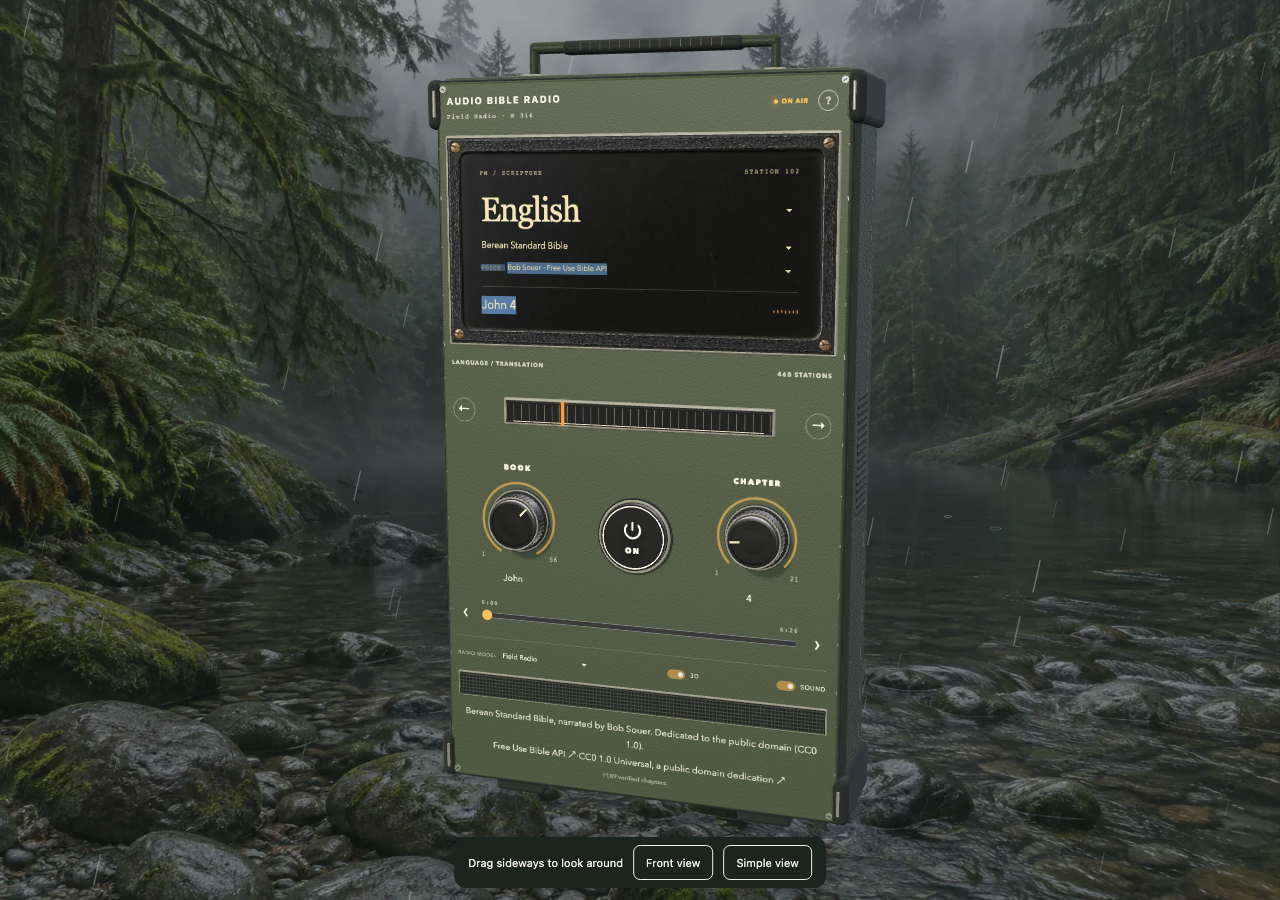 AUDIO BIBLE RADIO
Field Radio · N 316
ON AIR
?
FM / SCRIPTURE
STATION 102
English
Berean Standard Bible
VOICE Bob Souer · Free Use Bible API
John 4
LANGUAGE / TRANSLATION
460 STATIONS
BOOK
CHAPTER
ON
1
66
1
21
John
4
0:00
6:26
RADIO MODEL Field Radio
3D
SOUND
Berean Standard Bible, narrated by Bob Souer. Dedicated to the public domain (CC0
1.0).
Free Use Bible API ↗·CC0 1.0 Universal, a public domain dedication ↗
1189 verified chapters.
Drag sideways to look around
Front view
Simple view